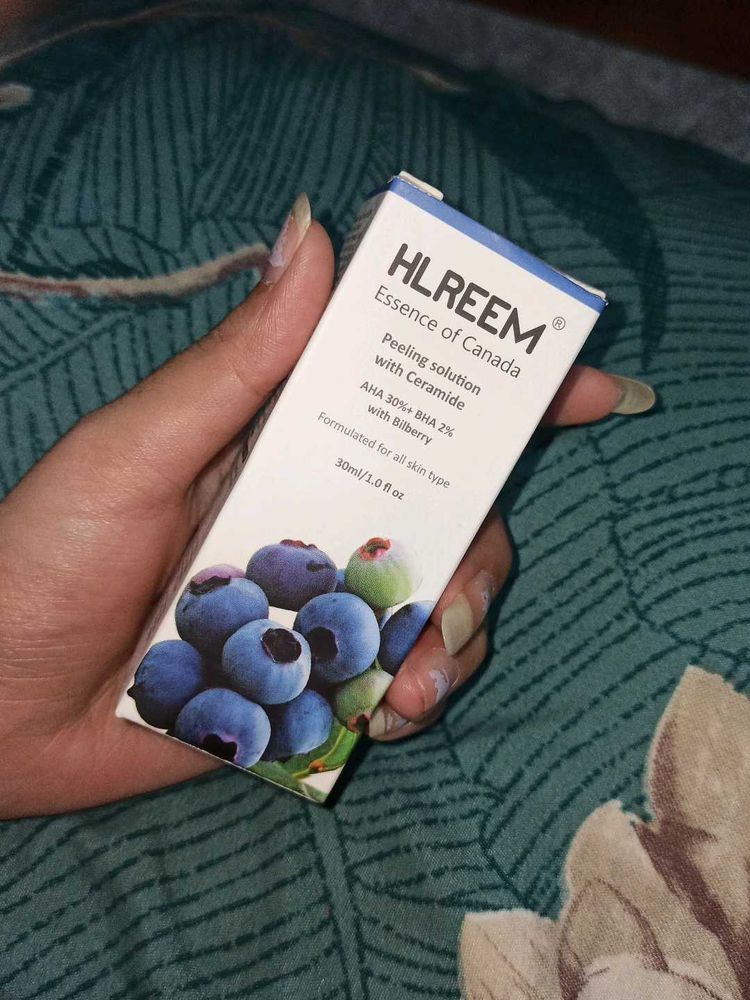 HLREEM®
Essence of Canada
Peeling solution
with Ceramide
AHA 30%+ BHA 2%
with Bilberry
Formulated for all skin type
30ml/1.0 fl oz